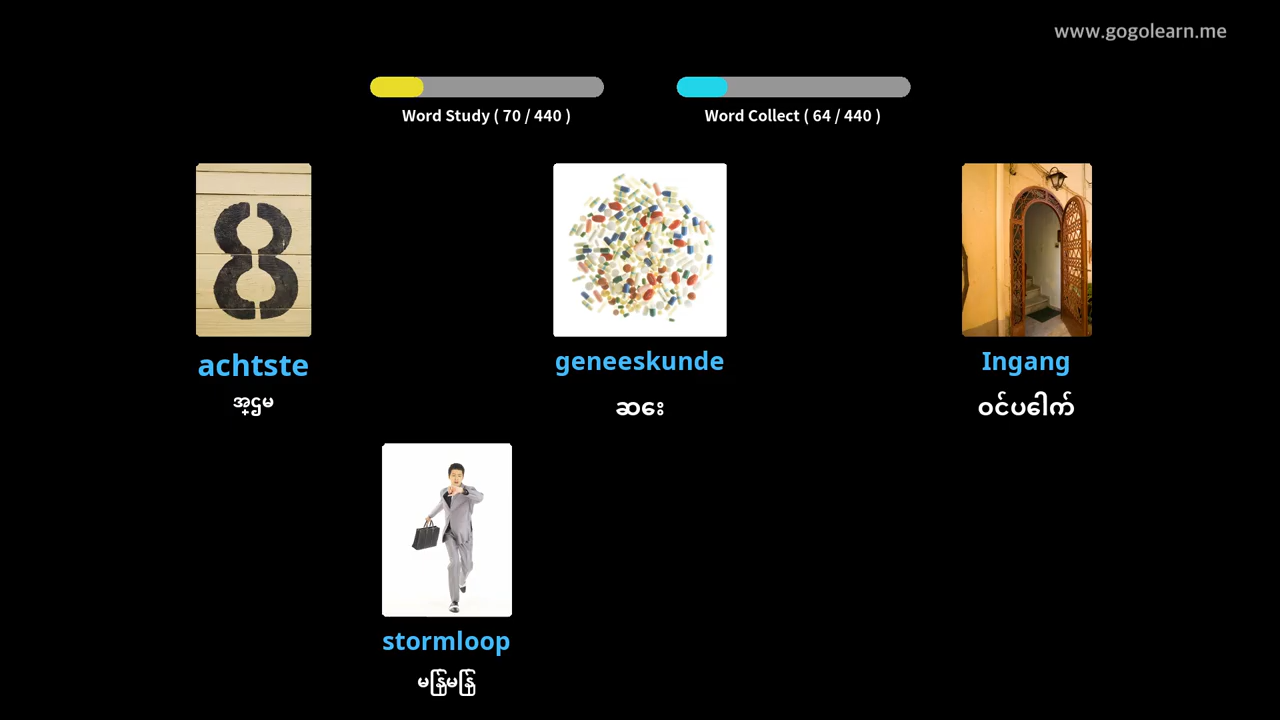 www.gogolearn.me
Word Study ( 70 / 440 )
Word Collect ( 64 / 440 )
8
achtste
အဌမ
geneeskunde
ဆေး
Ingang
ဝင်ပေါက်
stormloop
မြန်မြန်